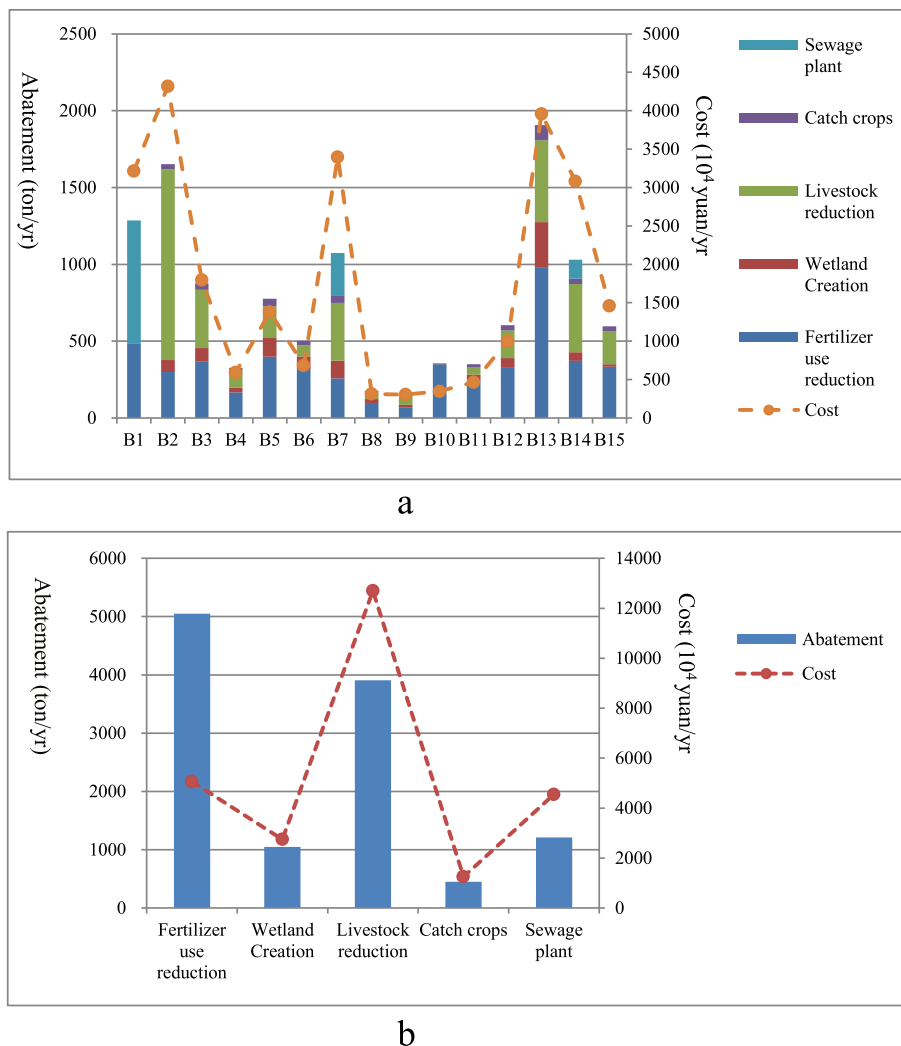 2500
2000
1500
1000
500
0
Abatement (ton/yr)
5000
4500
4000
3500
3000
2500
2000
1500
1000
500
0
Cost (10⁴ yuan/yr
B1 B2 B3 B4 B5 B6 B7 B8 B9 B10 B11 B12 B13 B14 B15
Sewage
plant
Catch crops
Livestock
reduction
Wetland
Creation
Fertilizer
use
reduction
Cost
a
6000
5000
4000
3000
2000
1000
0
Abatement (ton/yr)
14000
12000
10000
8000
6000
4000
2000
0
Cost (10⁴ yuan/yr
Fertilizer
use
reduction
Wetland
Creation
Livestock
reduction
Catch crops
Sewage
plant
Abatement
Cost
b